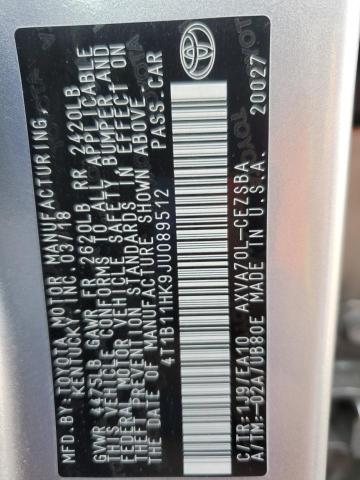 MFD.BY:TOYOTA MOTOR MANUFACTURING,
KENTUCKY, INC 03/18
GVWR 4475LB GAWR FR 2620LB RR 2420LB
THIS VEHICLE CONFORMS TO ALL APPLICABLE
FEDERAL MOTOR VEHICLE SAFETY,BUMPER,AND
THEFT PREVENTION STANDARDS IN EFFECT ON
THE DATE OF MANUFACTURE SHOWN ABOVE.
4T1B11HK9JU089512 PASS.CAR
C/TR:1J9/EA10 AXVA70L-CEZSBA
A/TM:-02A/UB80E MADE IN U.S.A. 20027
TOYOTA